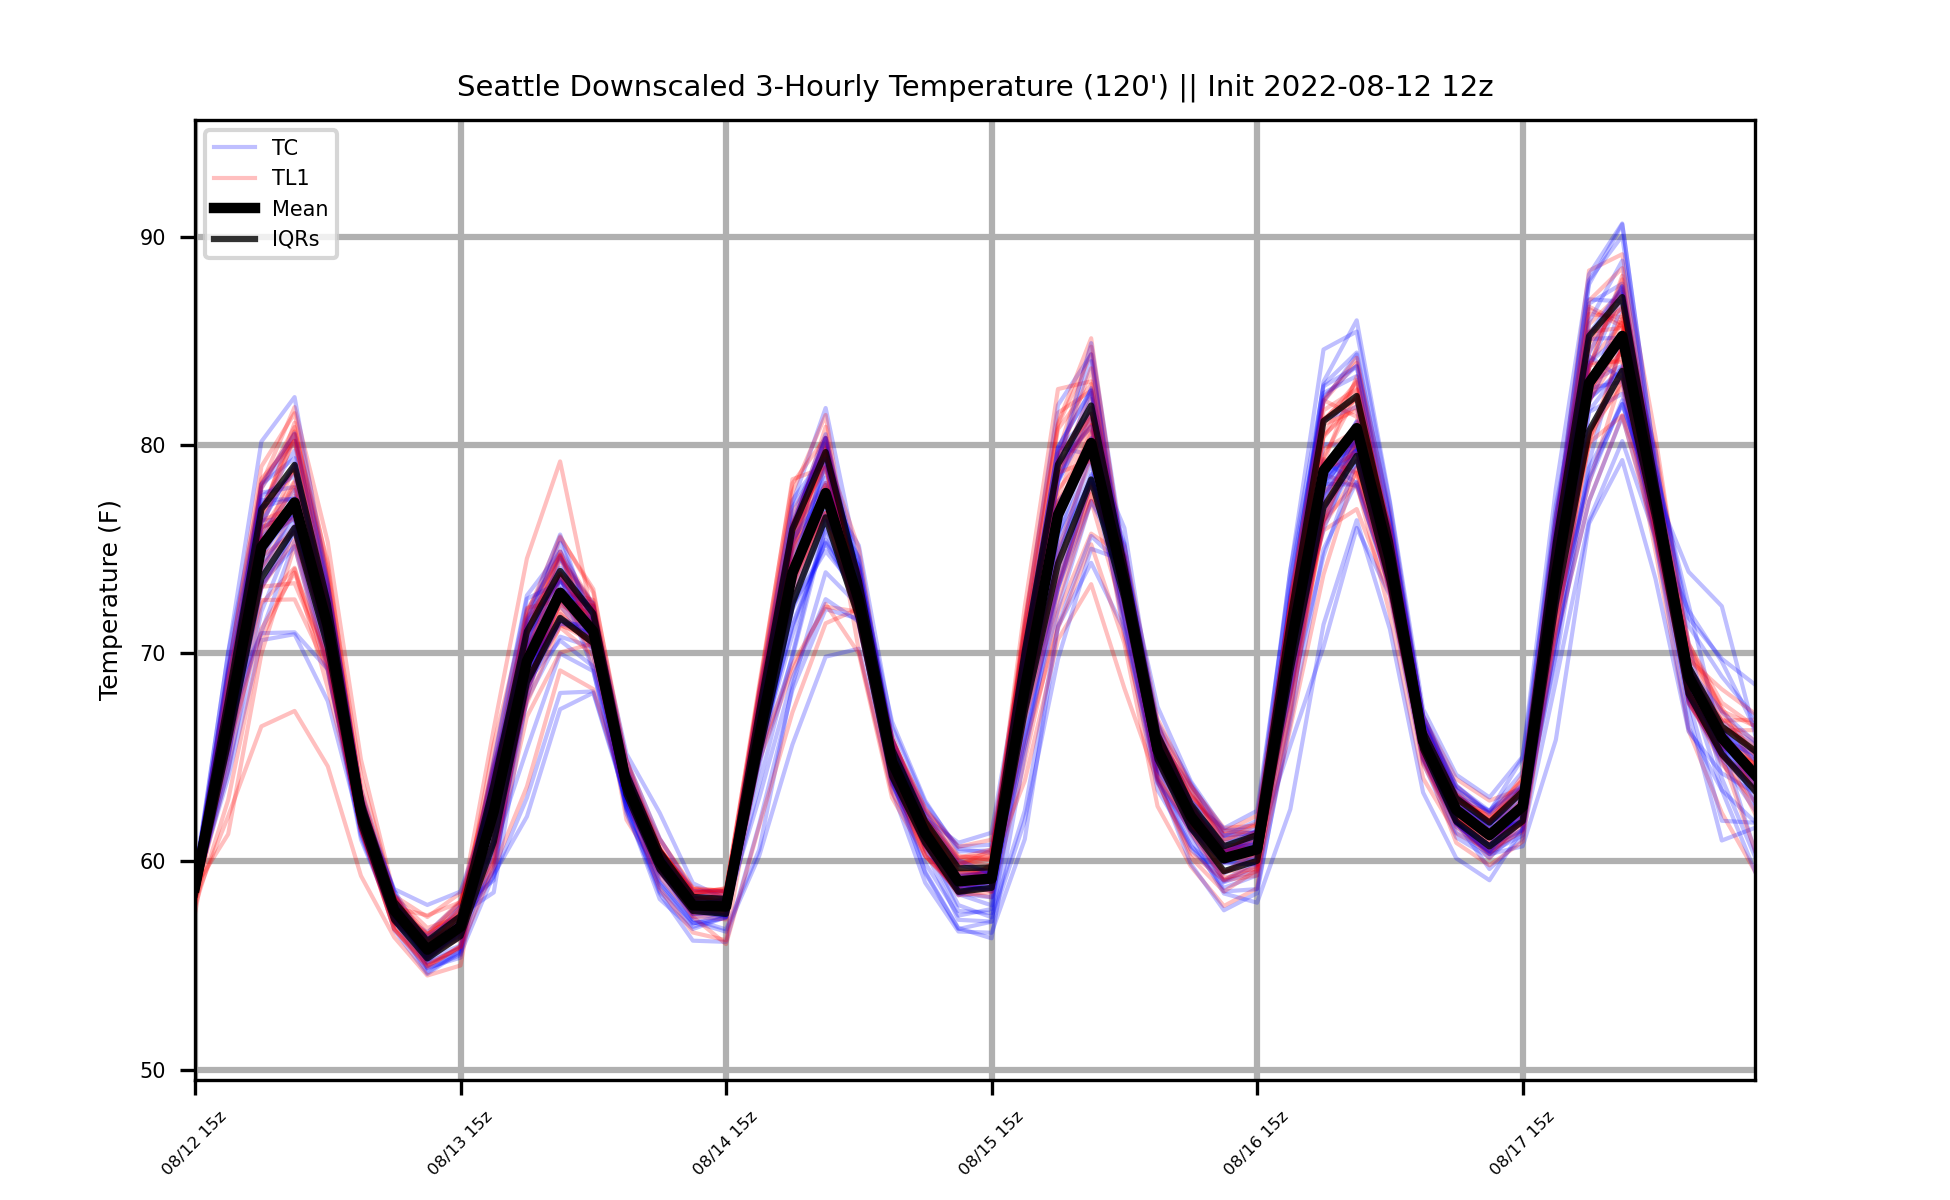 Seattle Downscaled 3-Hourly Temperature (120') || Init 2022-08-12 12z
TC
TL1
Mean
IQRs
Temperature (F)
90
80
70
60
50
08/12 15z
08/13 15z
08/14 15z
08/15 15z
08/16 15z
08/17 15z